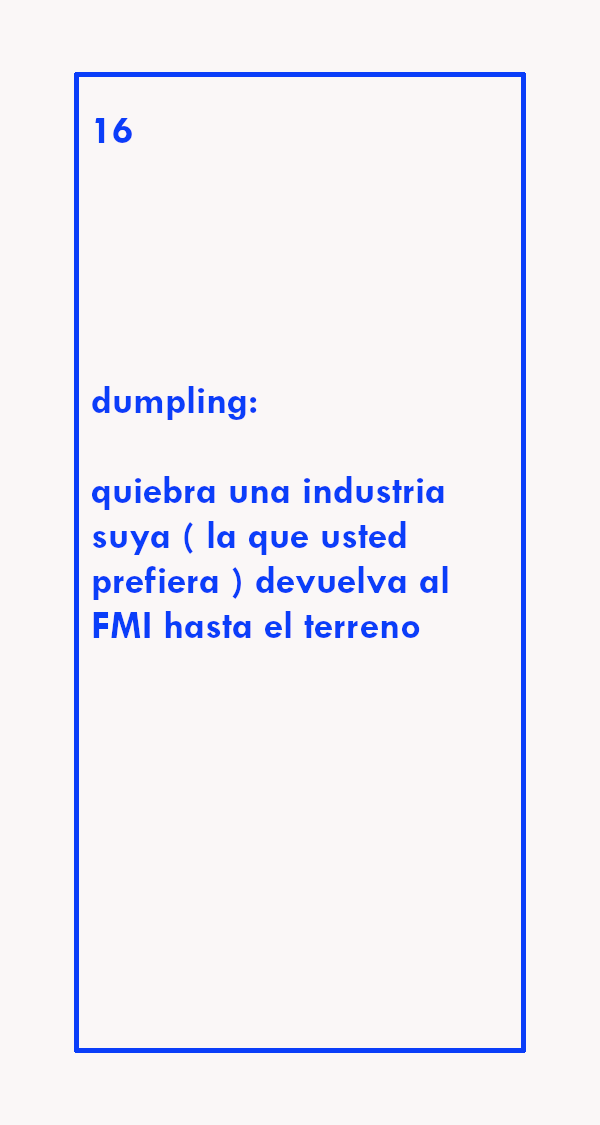 16
dumpling:
quiebra una industria
suya ( la que usted
prefiera ) devuelva al
FMI hasta el terreno